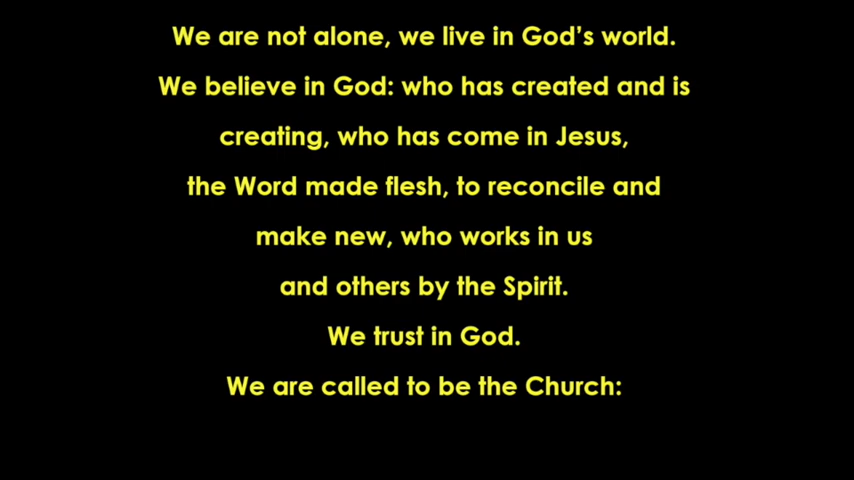 We are not alone, we live in God’s world.
We believe in God: who has created and is
creating, who has come in Jesus,
the Word made flesh, to reconcile and
make new, who works in us
and others by the Spirit.
We trust in God.
We are called to be the Church: